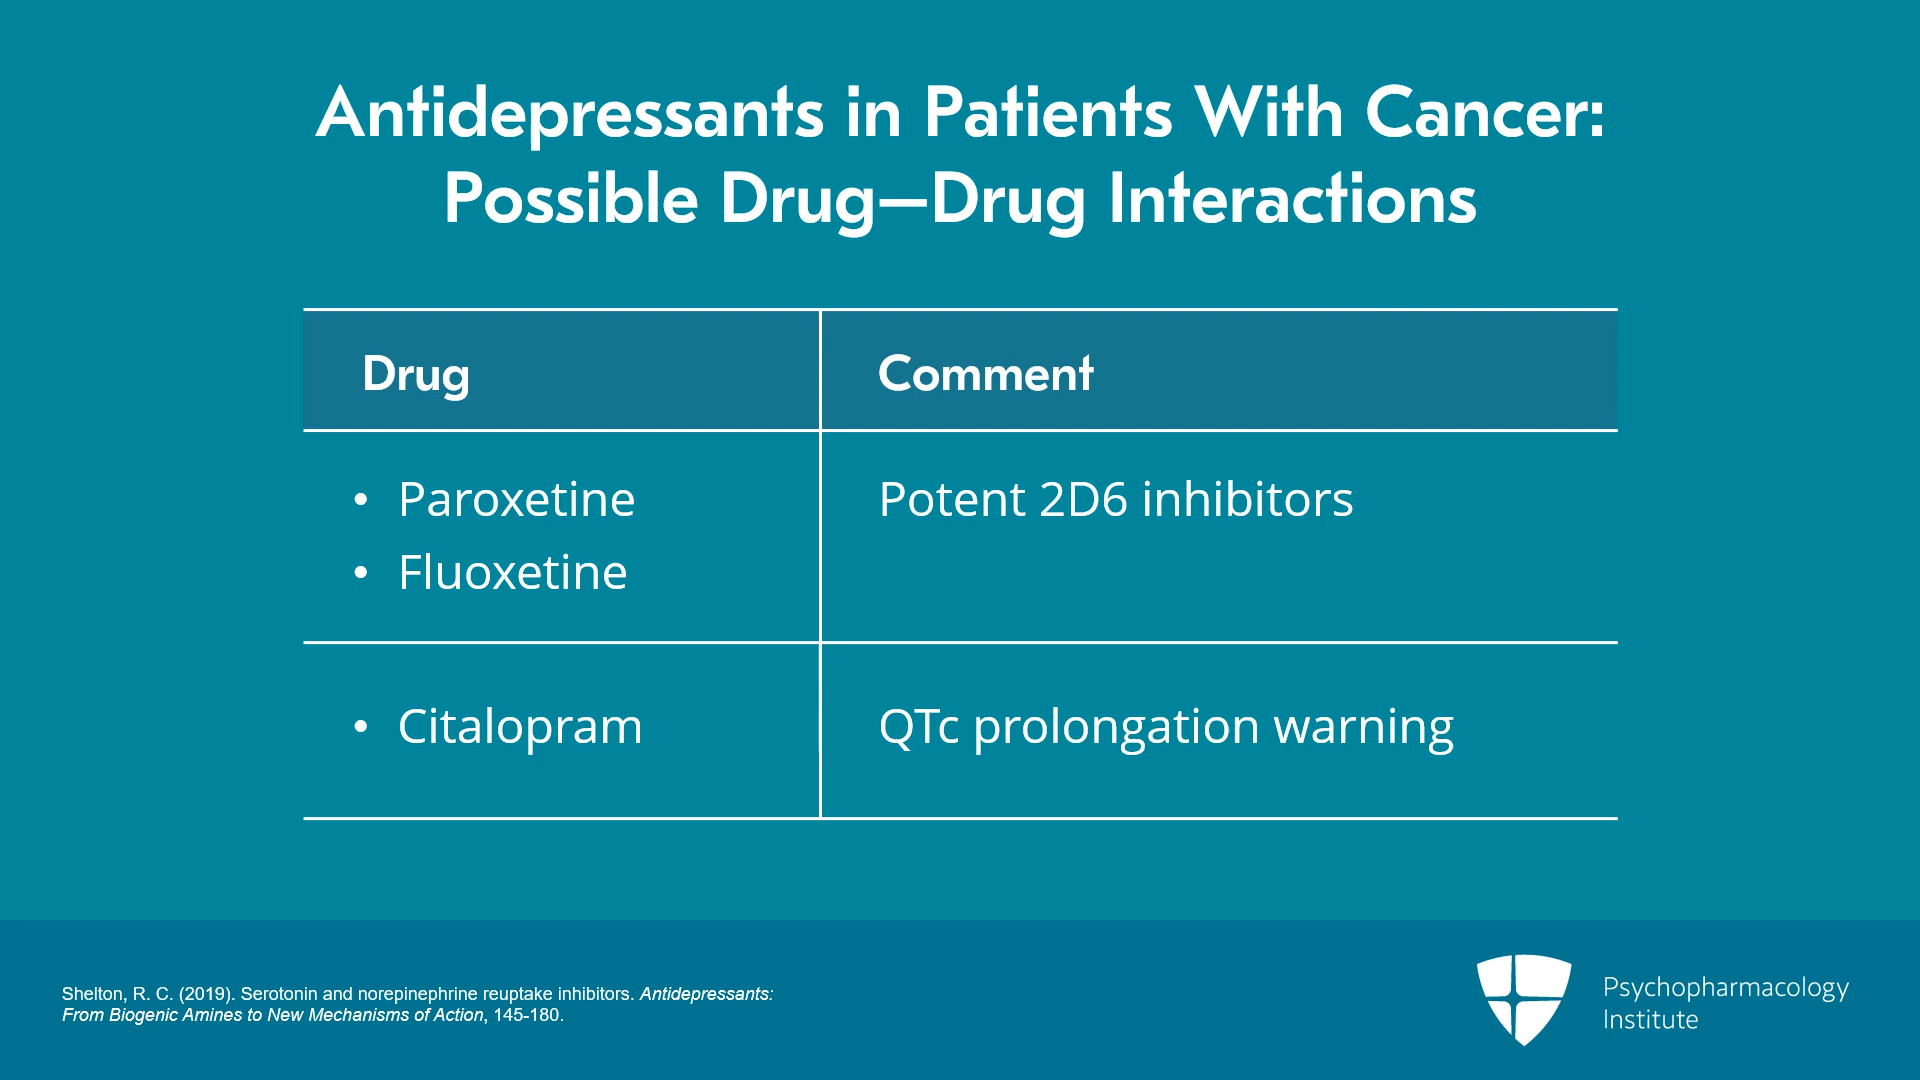 Antidepressants in Patients With Cancer:
Possible Drug—Drug Interactions
Drug
Comment
• Paroxetine
Potent 2D6 inhibitors
• Fluoxetine
• Citalopram
QTc prolongation warning
Shelton, R. C. (2019). Serotonin and norepinephrine reuptake inhibitors. Antidepressants:
From Biogenic Amines to New Mechanisms of Action, 145-180.
Psychopharmacology
Institute